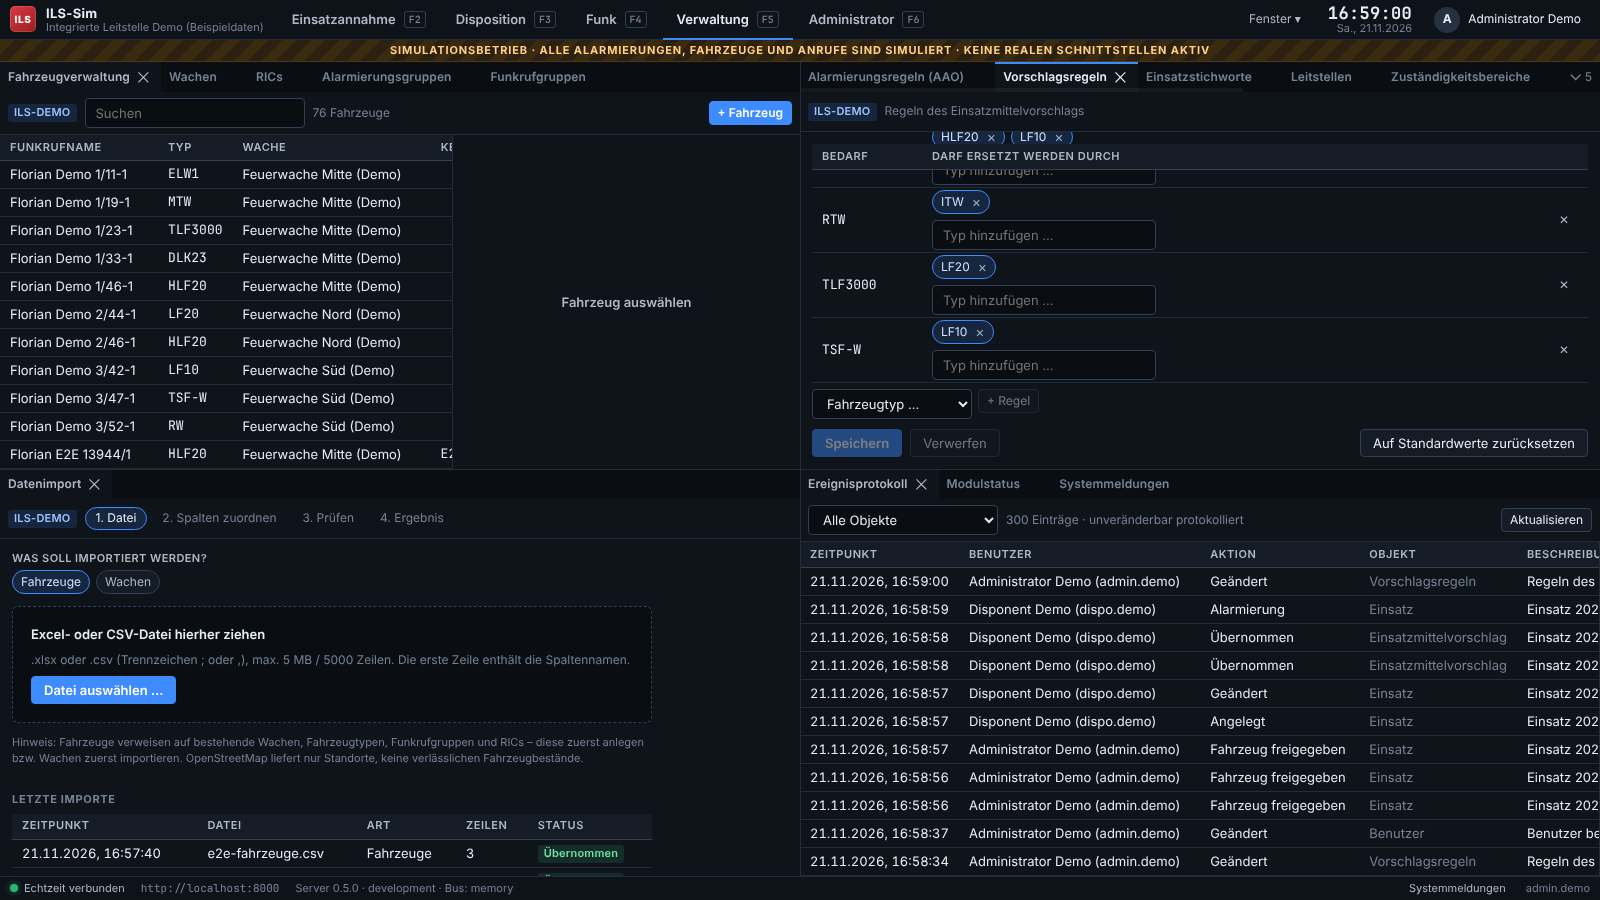 ILS
ILS-Sim
Integrierte Leitstelle Demo (Beispieldaten)
Einsatzannahme F2
Disposition F3
Funk F4
Verwaltung F5
Administrator F6
Fenster ▾
16:59:00
Sa., 21.11.2026
A
Administrator Demo
SIMULATIONSBETRIEB · ALLE ALARMIERUNGEN, FAHRZEUGE UND ANRUFE SIND SIMULIERT · KEINE REALEN SCHNITTSTELLEN AKTIV
Fahrzeugverwaltung × Wachen RICs Alarmierungsgruppen Funkrufgruppen
ILS-DEMO Suchen 76 Fahrzeuge + Fahrzeug
FUNKRUFNAME TYP WACHE
Florian Demo 1/11-1 ELW1 Feuerwache Mitte (Demo)
Florian Demo 1/19-1 MTW Feuerwache Mitte (Demo)
Florian Demo 1/23-1 TLF3000 Feuerwache Mitte (Demo)
Florian Demo 1/33-1 DLK23 Feuerwache Mitte (Demo)
Florian Demo 1/46-1 HLF20 Feuerwache Mitte (Demo)
Florian Demo 2/44-1 LF20 Feuerwache Nord (Demo)
Florian Demo 2/46-1 HLF20 Feuerwache Nord (Demo)
Florian Demo 3/42-1 LF10 Feuerwache Süd (Demo)
Florian Demo 3/47-1 TSF-W Feuerwache Süd (Demo)
Florian Demo 3/52-1 RW Feuerwache Süd (Demo)
Florian E2E 13944/1 HLF20 Feuerwache Mitte (Demo)
Fahrzeug auswählen
Alarmierungsregeln (AAO) Vorschlagsregeln × Einsatzstichworte Leitstellen Zuständigkeitsbereiche 5
ILS-DEMO Regeln des Einsatzmittelvorschlags
HLF20 × LF10 ×
BEDARF DARF ERSETZT WERDEN DURCH
Typ hinzufügen ...
RTW ITW × ×
Typ hinzufügen ...
TLF3000 LF20 × ×
Typ hinzufügen ...
TSF-W LF10 × ×
Typ hinzufügen ...
Fahrzeugtyp ... + Regel
Speichern Verwerfen Auf Standardwerte zurücksetzen
Datenimport ×
ILS-DEMO 1. Datei 2. Spalten zuordnen 3. Prüfen 4. Ergebnis
WAS SOLL IMPORTIERT WERDEN?
Fahrzeuge Wachen
Excel- oder CSV-Datei hierher ziehen
.xlsx oder .csv (Trennzeichen ; oder ,), max. 5 MB / 5000 Zeilen. Die erste Zeile enthält die Spaltennamen.
Datei auswählen ...
Hinweis: Fahrzeuge verweisen auf bestehende Wachen, Fahrzeugtypen, Funkrufgruppen und RICs – diese zuerst anlegen
bzw. Wachen zuerst importieren. OpenStreetMap liefert nur Standorte, keine verlässlichen Fahrzeugbestände.
LETZTE IMPORTE
ZEITPUNKT DATEI ART ZEILEN STATUS
21.11.2026, 16:57:40 e2e-fahrzeuge.csv Fahrzeuge 3 Übernommen
Ereignisprotokoll × Modulstatus Systemmeldungen
Alle Objekte 300 Einträge · unveränderbar protokolliert Aktualisieren
ZEITPUNKT BENUTZER AKTION OBJEKT
21.11.2026, 16:59:00 Administrator Demo (admin.demo) Geändert Vorschlagsregeln Regeln des
21.11.2026, 16:58:59 Disponent Demo (dispo.demo) Alarmierung Einsatz Einsatz 202
21.11.2026, 16:58:58 Disponent Demo (dispo.demo) Übernommen Einsatzmittelvorschlag Einsatz 202
21.11.2026, 16:58:58 Disponent Demo (dispo.demo) Übernommen Einsatzmittelvorschlag Einsatz 202
21.11.2026, 16:58:57 Disponent Demo (dispo.demo) Geändert Einsatz Einsatz 202
21.11.2026, 16:58:57 Disponent Demo (dispo.demo) Angelegt Einsatz Einsatz 202
21.11.2026, 16:58:57 Administrator Demo (admin.demo) Fahrzeug freigegeben Einsatz Einsatz 202
21.11.2026, 16:58:56 Administrator Demo (admin.demo) Fahrzeug freigegeben Einsatz Einsatz 202
21.11.2026, 16:58:56 Administrator Demo (admin.demo) Fahrzeug freigegeben Einsatz Einsatz 202
21.11.2026, 16:58:37 Administrator Demo (admin.demo) Geändert Benutzer Benutzer be
21.11.2026, 16:58:34 Administrator Demo (admin.demo) Geändert Vorschlagsregeln Regeln des
Echtzeit verbunden http://localhost:8000 Server 0.5.0 · development · Bus: memory
Systemmeldungen admin.demo